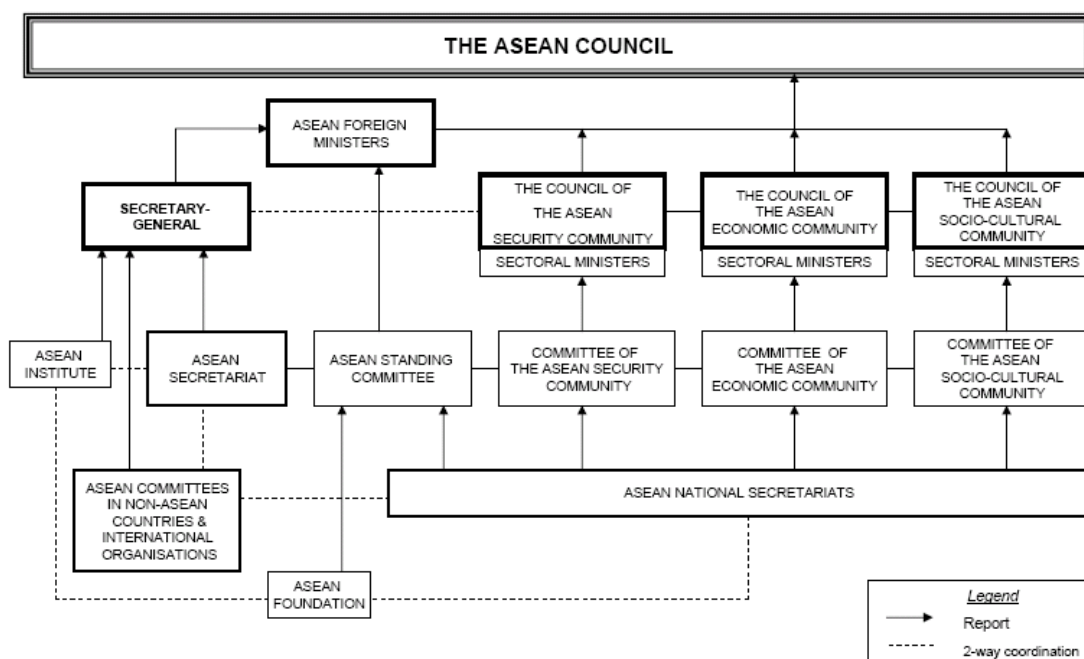 THE ASEAN COUNCIL
ASEAN FOREIGN
MINISTERS
SECRETARY-
GENERAL
THE COUNCIL OF
THE ASEAN
SECURITY COMMUNITY
SECTORAL MINISTERS
THE COUNCIL OF
THE ASEAN
ECONOMIC COMMUNITY
SECTORAL MINISTERS
THE COUNCIL OF
THE ASEAN
SOCIO-CULTURAL
COMMUNITY
SECTORAL MINISTERS
ASEAN
INSTITUTE
ASEAN
SECRETARIAT
ASEAN STANDING
COMMITTEE
COMMITTEE OF
THE ASEAN SECURITY
COMMUNITY
COMMITTEE OF
THE ASEAN
ECONOMIC COMMUNITY
COMMITTEE OF
THE ASEAN
SOCIO-CULTURAL
COMMUNITY
ASEAN COMMITTEES
IN NON-ASEAN
COUNTRIES &
INTERNATIONAL
ORGANISATIONS
ASEAN NATIONAL SECRETARIATS
ASEAN
FOUNDATION
Legend
Report
2-way coordination